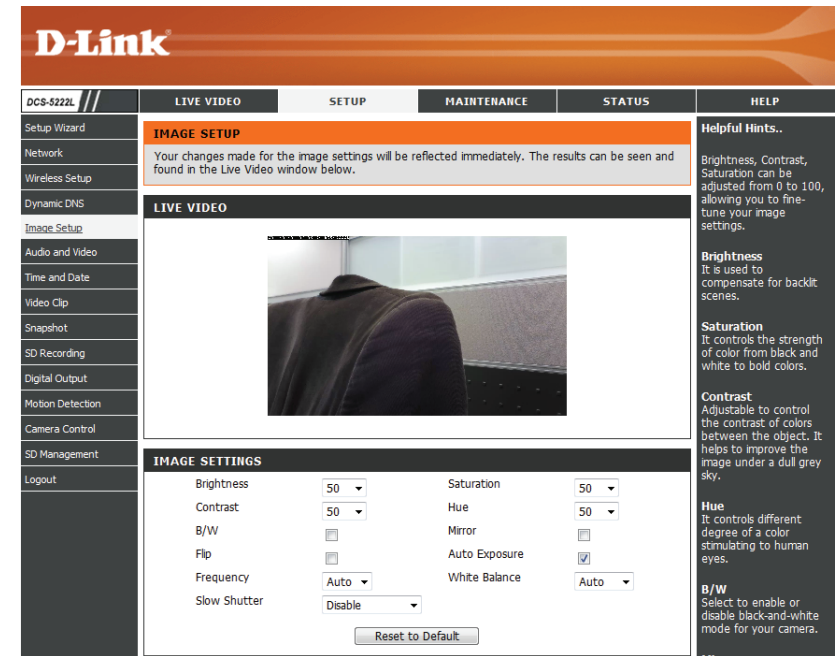 D-Link
DCS-5222L
LIVE VIDEO
SETUP
MAINTENANCE
STATUS
HELP
Setup Wizard
Network
Wireless Setup
Dynamic DNS
Image Setup
Audio and Video
Time and Date
Video Clip
Snapshot
SD Recording
Digital Output
Motion Detection
Camera Control
SD Management
Logout
IMAGE SETUP
Your changes made for the image settings will be reflected immediately. The results can be seen and
found in the Live Video window below.
LIVE VIDEO
IMAGE SETTINGS
Brightness 50 Saturation 50
Contrast 50 Hue 50
B/W Mirror
Flip Auto Exposure
Frequency Auto White Balance Auto
Slow Shutter Disable
Reset to Default
Helpful Hints..
Brightness, Contrast,
Saturation can be
adjusted from 0 to 100,
allowing you to fine-
tune your image
settings.
Brightness
It is used to
compensate for backlit
scenes.
Saturation
It controls the strength
of color from black and
white to bold colors.
Contrast
Adjustable to control
the contrast of colors
between the object. It
helps to improve the
image under a dull grey
sky.
Hue
It controls different
degree of a color
stimulating to human
eyes.
B/W
Select to enable or
disable black-and-white
mode for your camera.